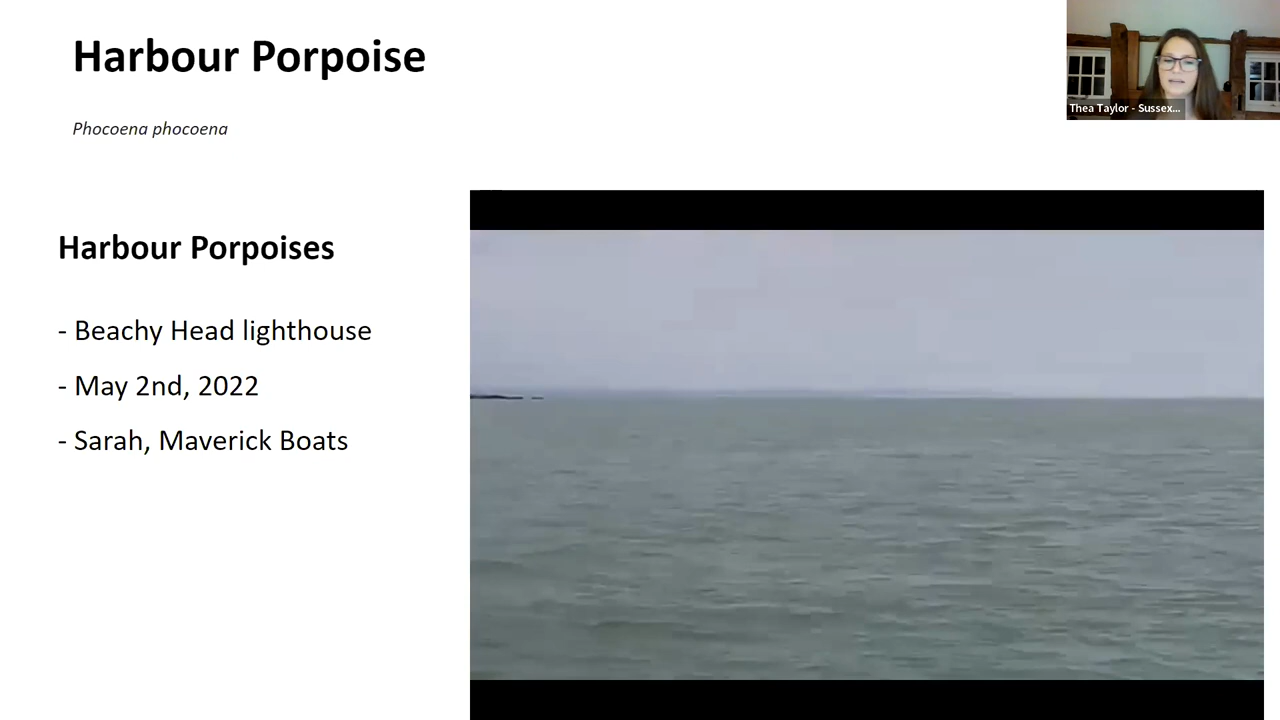 Harbour Porpoise
Thea Taylor - Sussex...
Phocoena phocoena
Harbour Porpoises
- Beachy Head lighthouse
- May 2nd, 2022
- Sarah, Maverick Boats